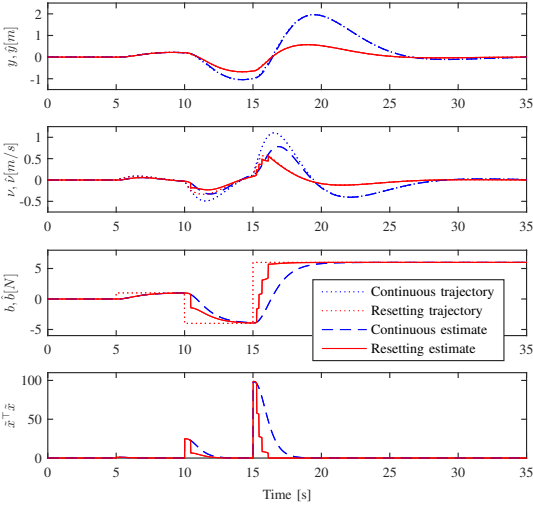 y, ŷ[m]
2
1
0
-1
0 5 10 15 20 25 30 35
ν, ν̂[m/s]
1
0.5
0
-0.5
0 5 10 15 20 25 30 35
b, b̂[N]
5
0
-5
0 5 10 15 20 25 30 35
Continuous trajectory
Resetting trajectory
Continuous estimate
Resetting estimate
x̃⊤x̃
100
50
0
0 5 10 15 20 25 30 35
Time [s]